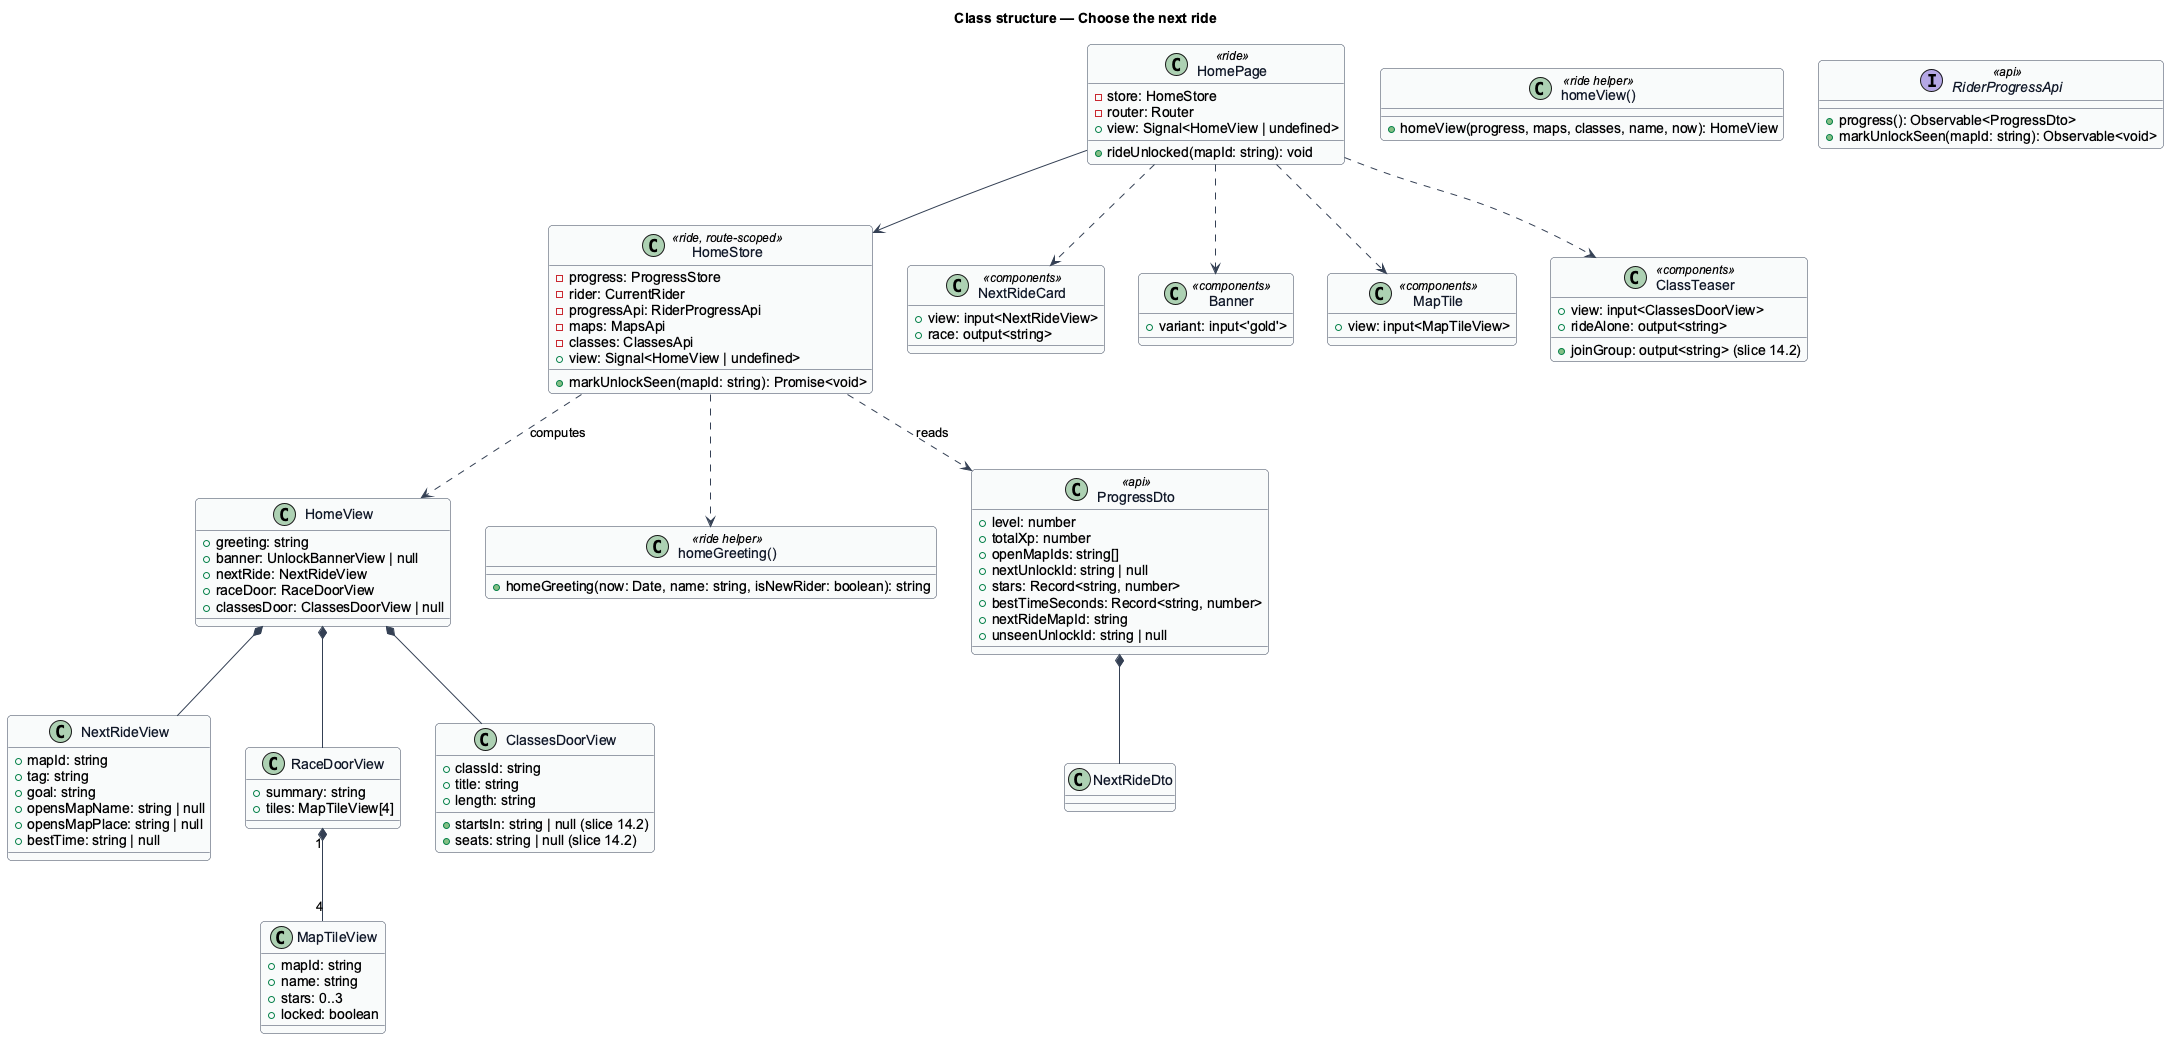 Class structure — Choose the next ride
«ride»
HomePage
store: HomeStore
router: Router
view: Signal<HomeView | undefined>
rideUnlocked(mapId: string): void
«ride helper»
homeView()
homeView(progress, maps, classes, name, now): HomeView
«api»
RiderProgressApi
progress(): Observable<ProgressDto>
markUnlockSeen(mapId: string): Observable<void>
«ride, route-scoped»
HomeStore
progress: ProgressStore
rider: CurrentRider
progressApi: RiderProgressApi
maps: MapsApi
classes: ClassesApi
view: Signal<HomeView | undefined>
markUnlockSeen(mapId: string): Promise<void>
«components»
NextRideCard
view: input<NextRideView>
race: output<string>
«components»
Banner
variant: input<'gold'>
«components»
MapTile
view: input<MapTileView>
«components»
ClassTeaser
view: input<ClassesDoorView>
rideAlone: output<string>
joinGroup: output<string> (slice 14.2)
computes
reads
HomeView
greeting: string
banner: UnlockBannerView | null
nextRide: NextRideView
raceDoor: RaceDoorView
classesDoor: ClassesDoorView | null
«ride helper»
homeGreeting()
homeGreeting(now: Date, name: string, isNewRider: boolean): string
«api»
ProgressDto
level: number
totalXp: number
openMapIds: string[]
nextUnlockId: string | null
stars: Record<string, number>
bestTimeSeconds: Record<string, number>
nextRideMapId: string
unseenUnlockId: string | null
NextRideView
mapId: string
tag: string
goal: string
opensMapName: string | null
opensMapPlace: string | null
bestTime: string | null
RaceDoorView
summary: string
tiles: MapTileView[4]
ClassesDoorView
classId: string
title: string
length: string
startsIn: string | null (slice 14.2)
seats: string | null (slice 14.2)
NextRideDto
1
4
MapTileView
mapId: string
name: string
stars: 0..3
locked: boolean